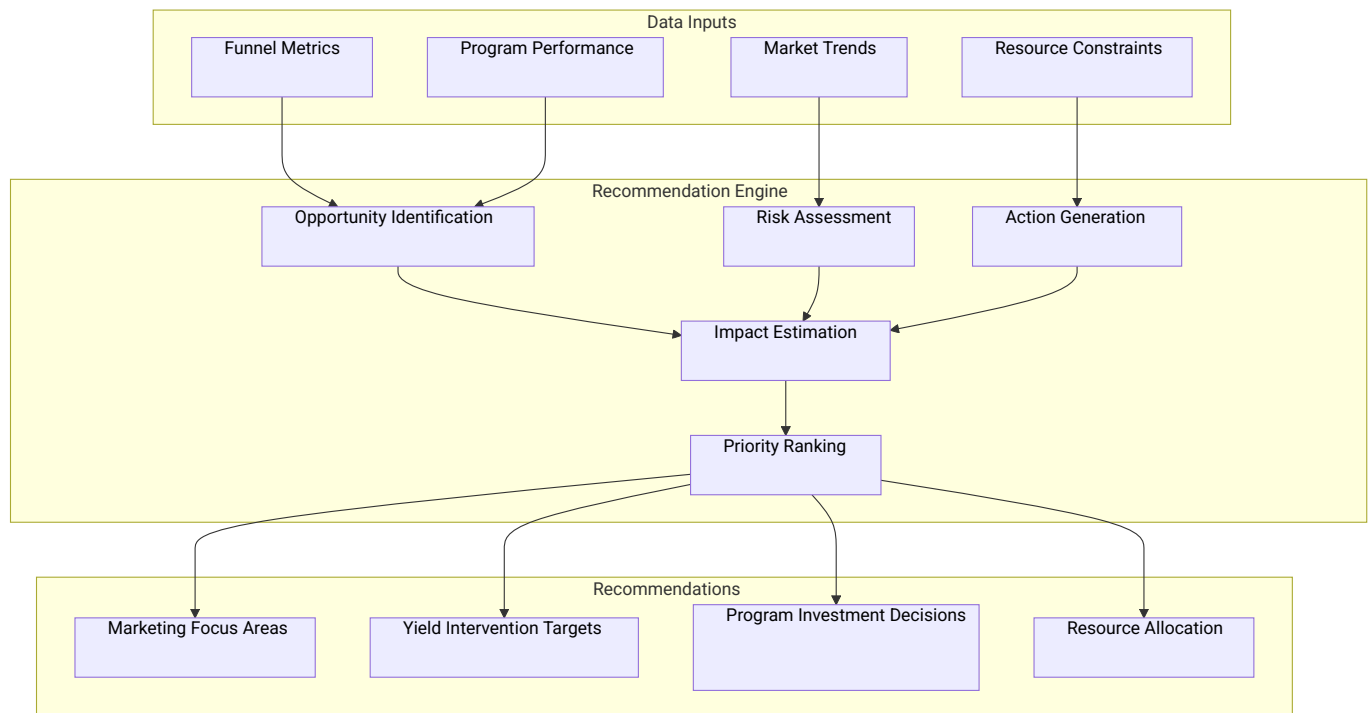 Data Inputs
Funnel Metrics
Program Performance
Market Trends
Resource Constraints
Recommendation Engine
Opportunity Identification
Risk Assessment
Action Generation
Impact Estimation
Priority Ranking
Recommendations
Marketing Focus Areas
Yield Intervention Targets
Program Investment Decisions
Resource Allocation